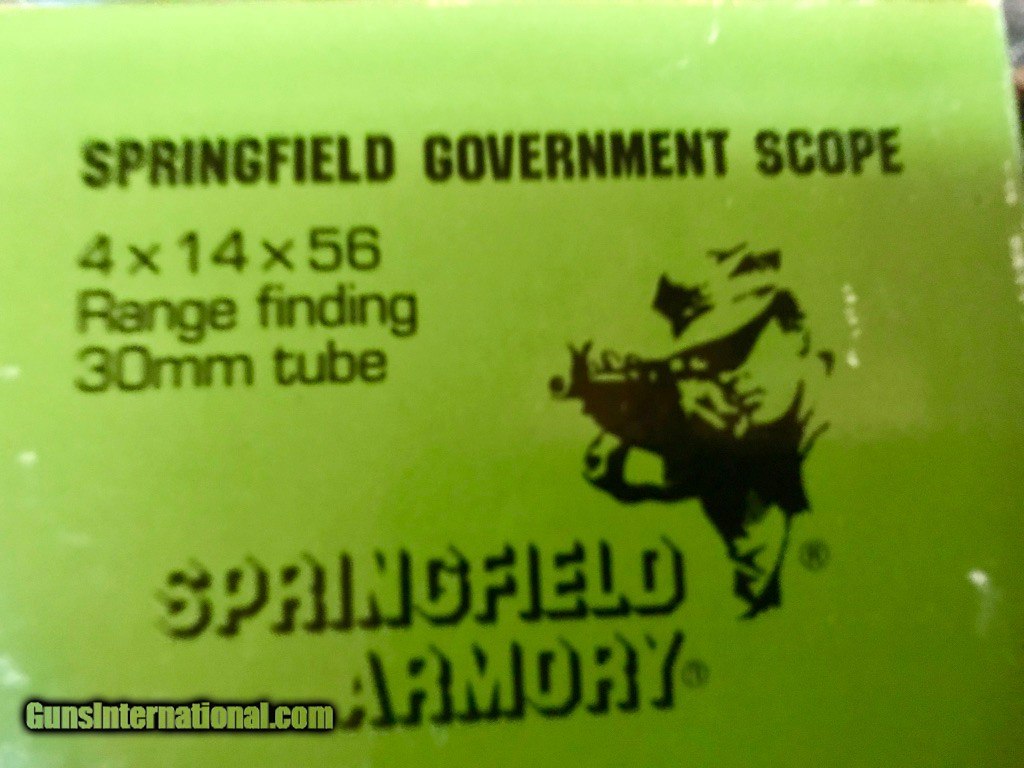 SPRINGFIELD GOVERNMENT SCOPE
4 x 14 x 56
Range finding
30mm tube
®
SPRINGFIELD
ARMORY®
GunsInternational.com